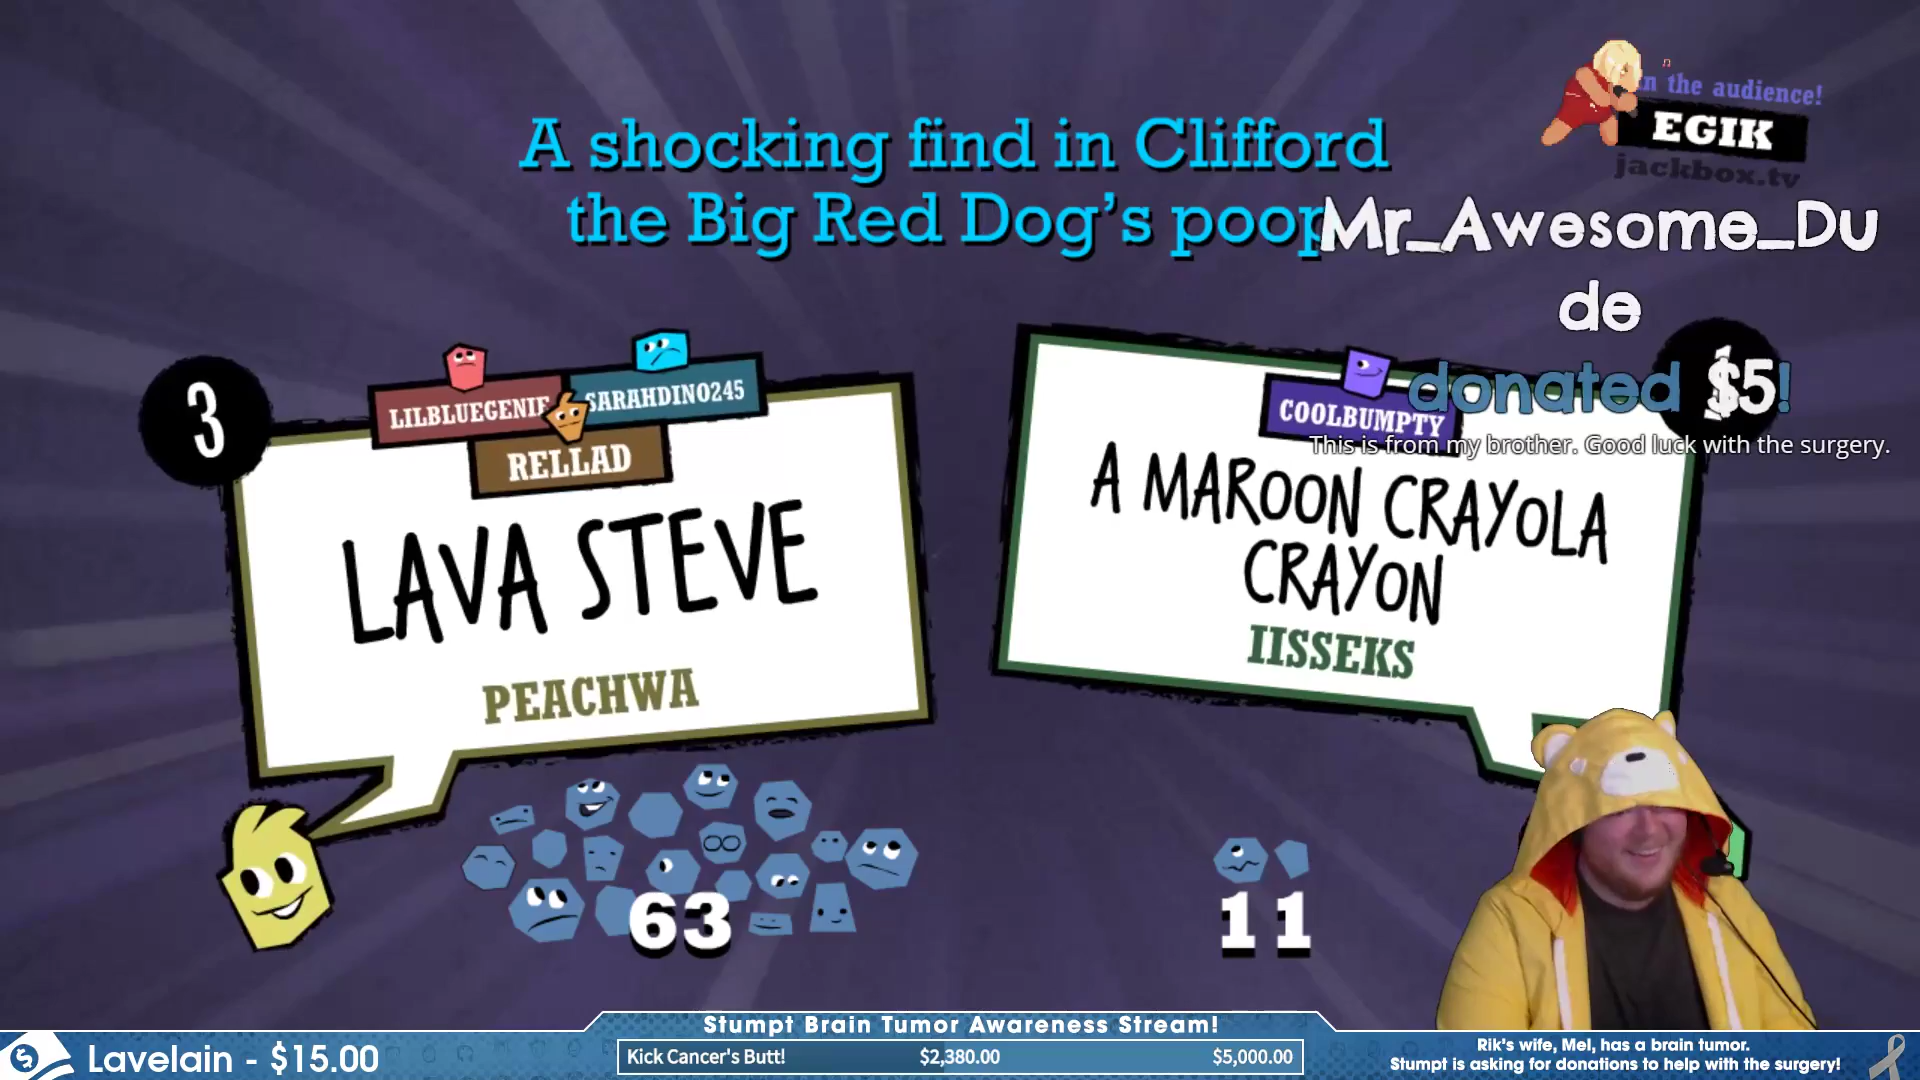 A shocking find in Clifford
the Big Red Dog's poop
in the audience!
EGIK
jackbox.tv
Mr_Awesome_Du
de
donated $5!
This is from my brother. Good luck with the surgery.
3
LILBLUEGENIE
SARAHDINO245
RELLAD
LAVA STEVE
PEACHWA
COOLBUMPTY
A MAROON CRAYOLA
CRAYON
IISSEKS
63
11
Stumpt Brain Tumor Awareness Stream!
Lavelain - $15.00
Kick Cancer's Butt! $2,380.00 $5,000.00
Rik's wife, Mel, has a brain tumor.
Stumpt is asking for donations to help with the surgery!